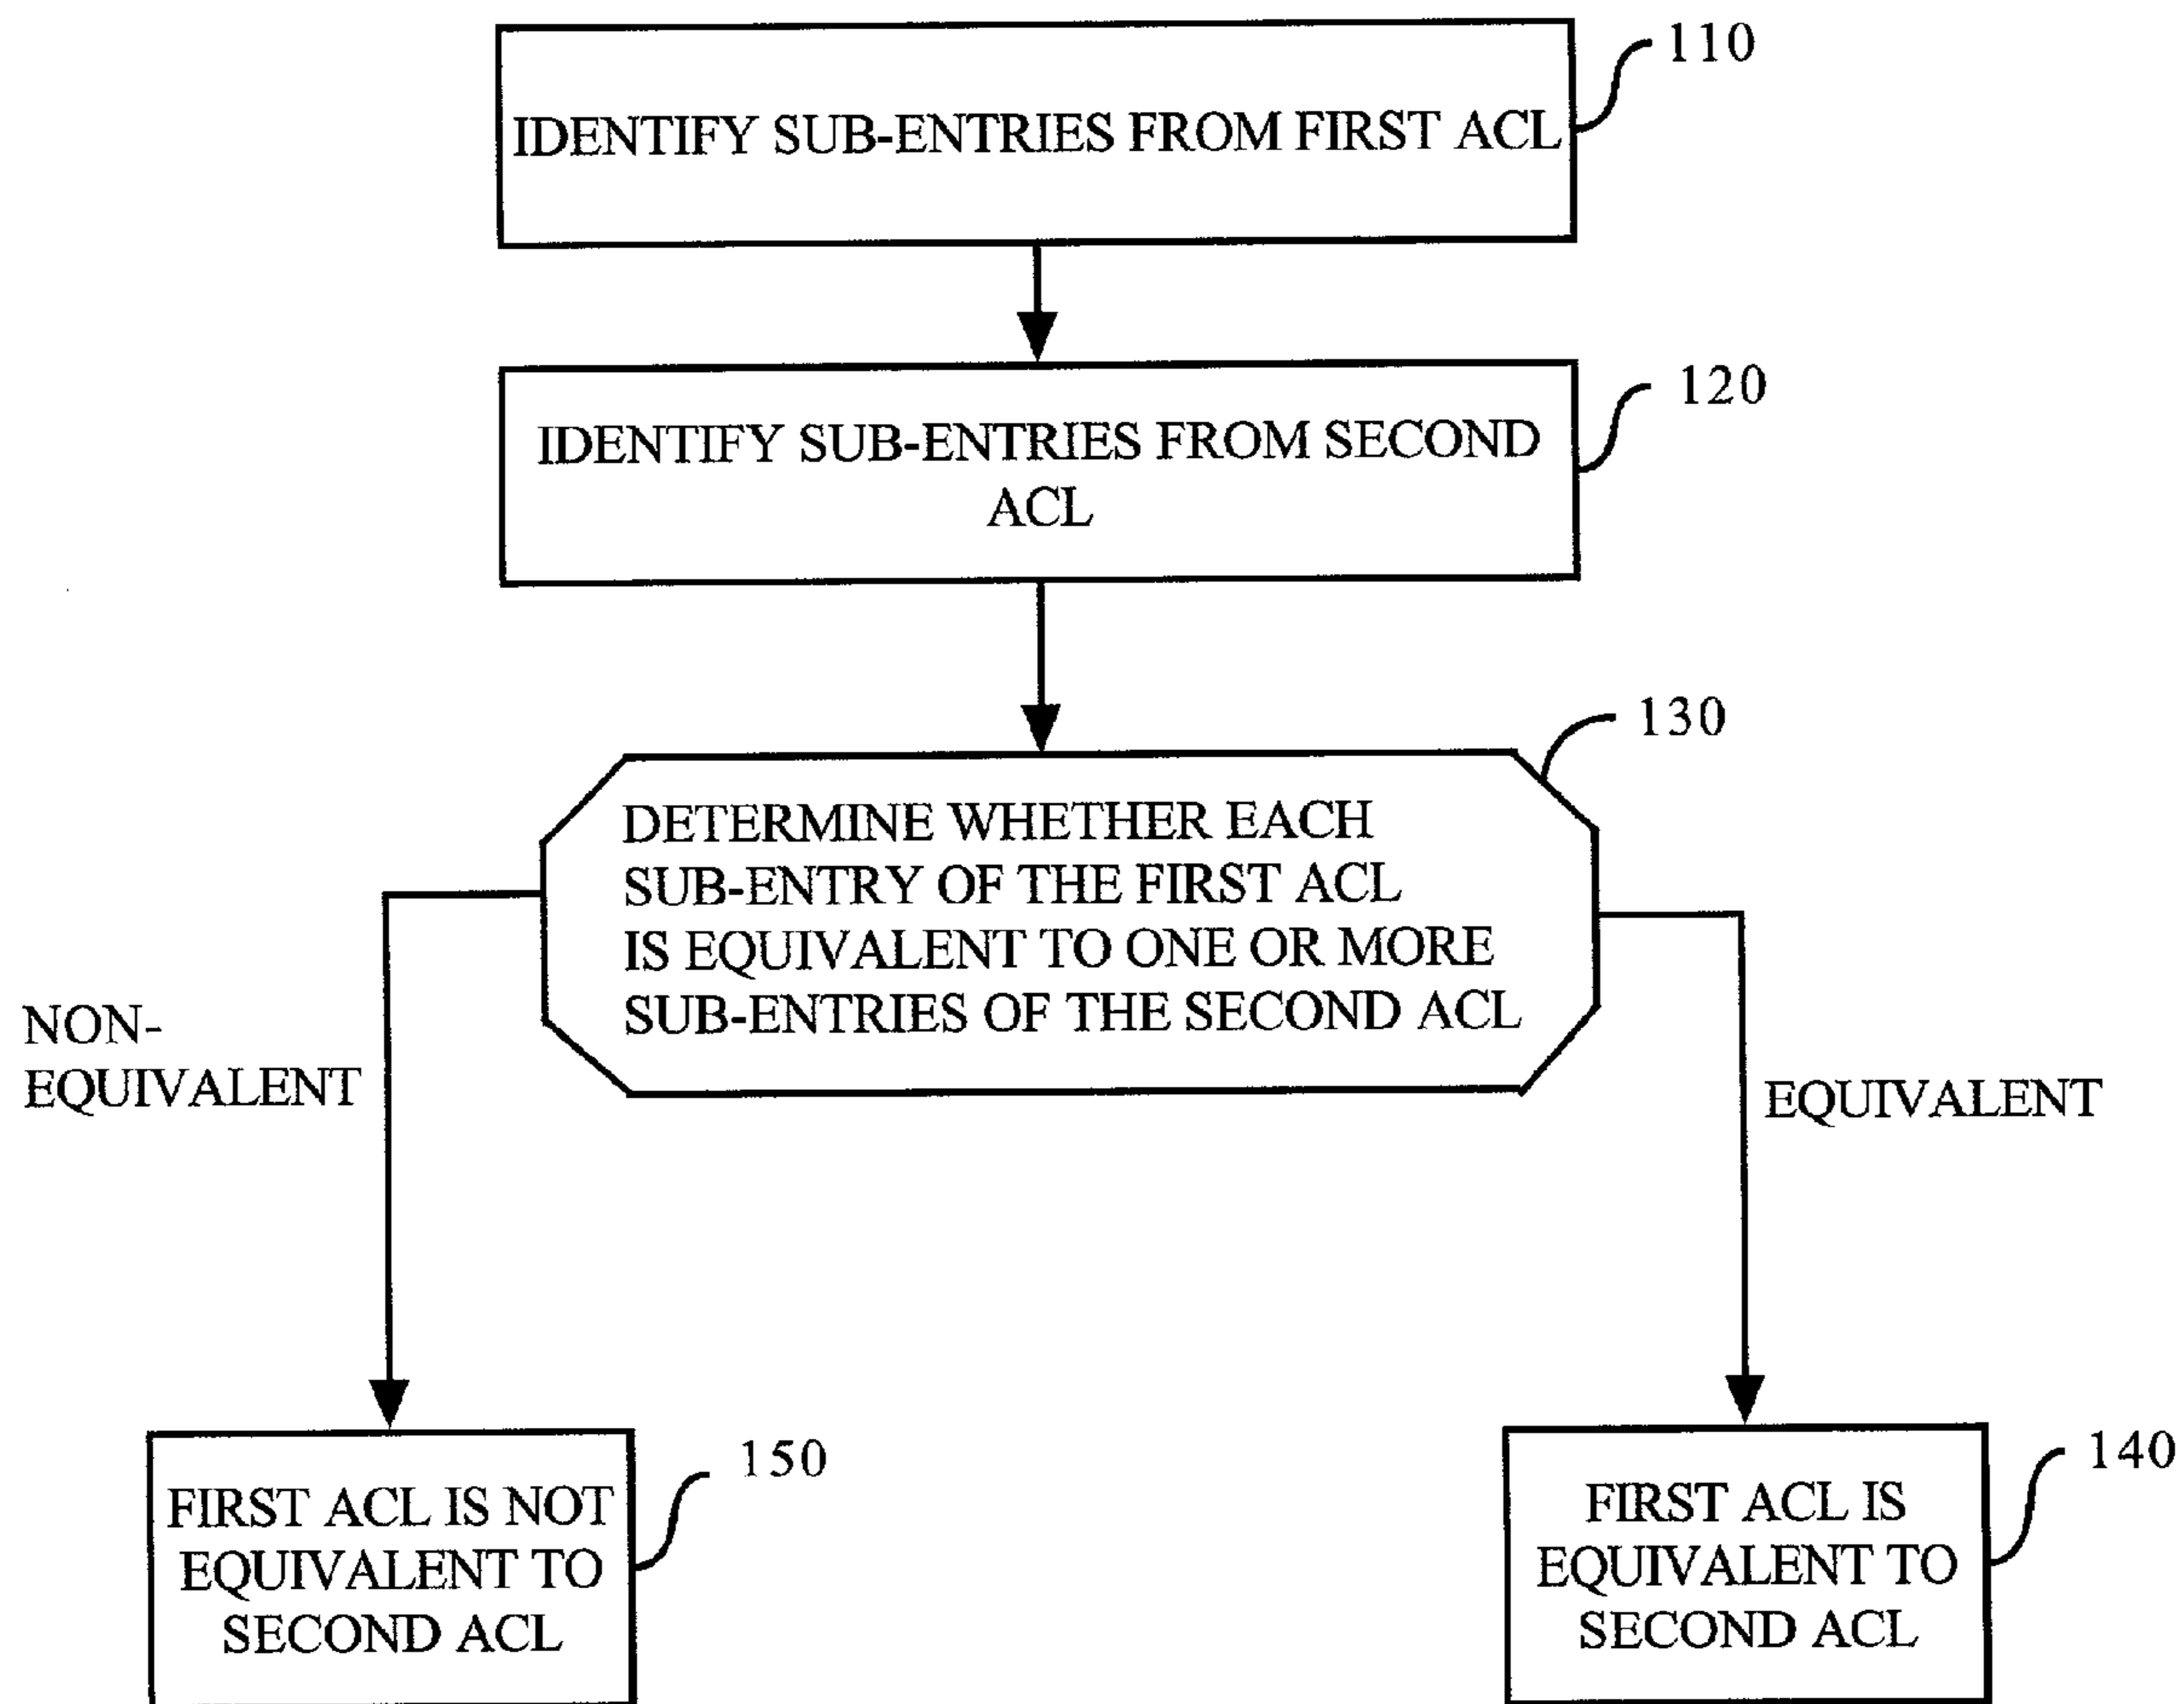 110
IDENTIFY SUB-ENTRIES FROM FIRST ACL
120
IDENTIFY SUB-ENTRIES FROM SECOND
ACL
130
DETERMINE WHETHER EACH
SUB-ENTRY OF THE FIRST ACL
IS EQUIVALENT TO ONE OR MORE
SUB-ENTRIES OF THE SECOND ACL
NON-
EQUIVALENT
EQUIVALENT
150
FIRST ACL IS NOT
EQUIVALENT TO
SECOND ACL
140
FIRST ACL IS
EQUIVALENT TO
SECOND ACL